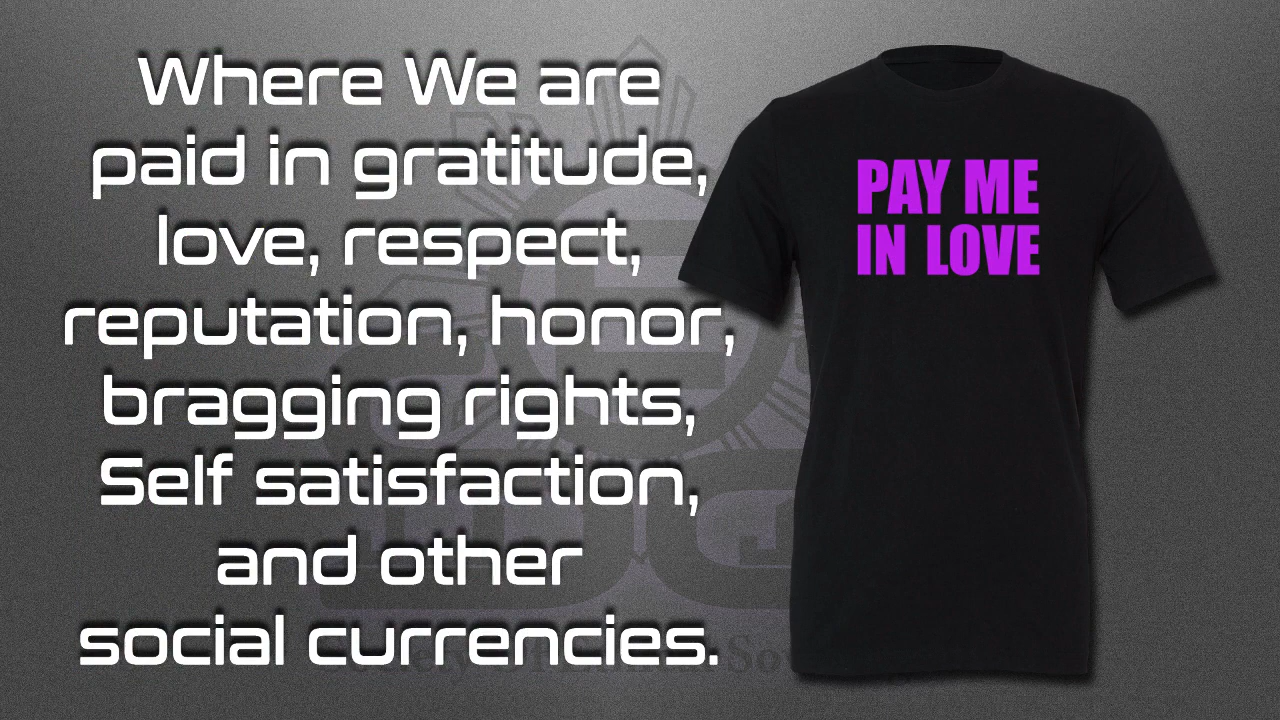 Where We are
paid in gratitude,
love, respect,
reputation, honor,
bragging rights,
Self satisfaction,
and other
social currencies.
PAY ME
IN LOVE